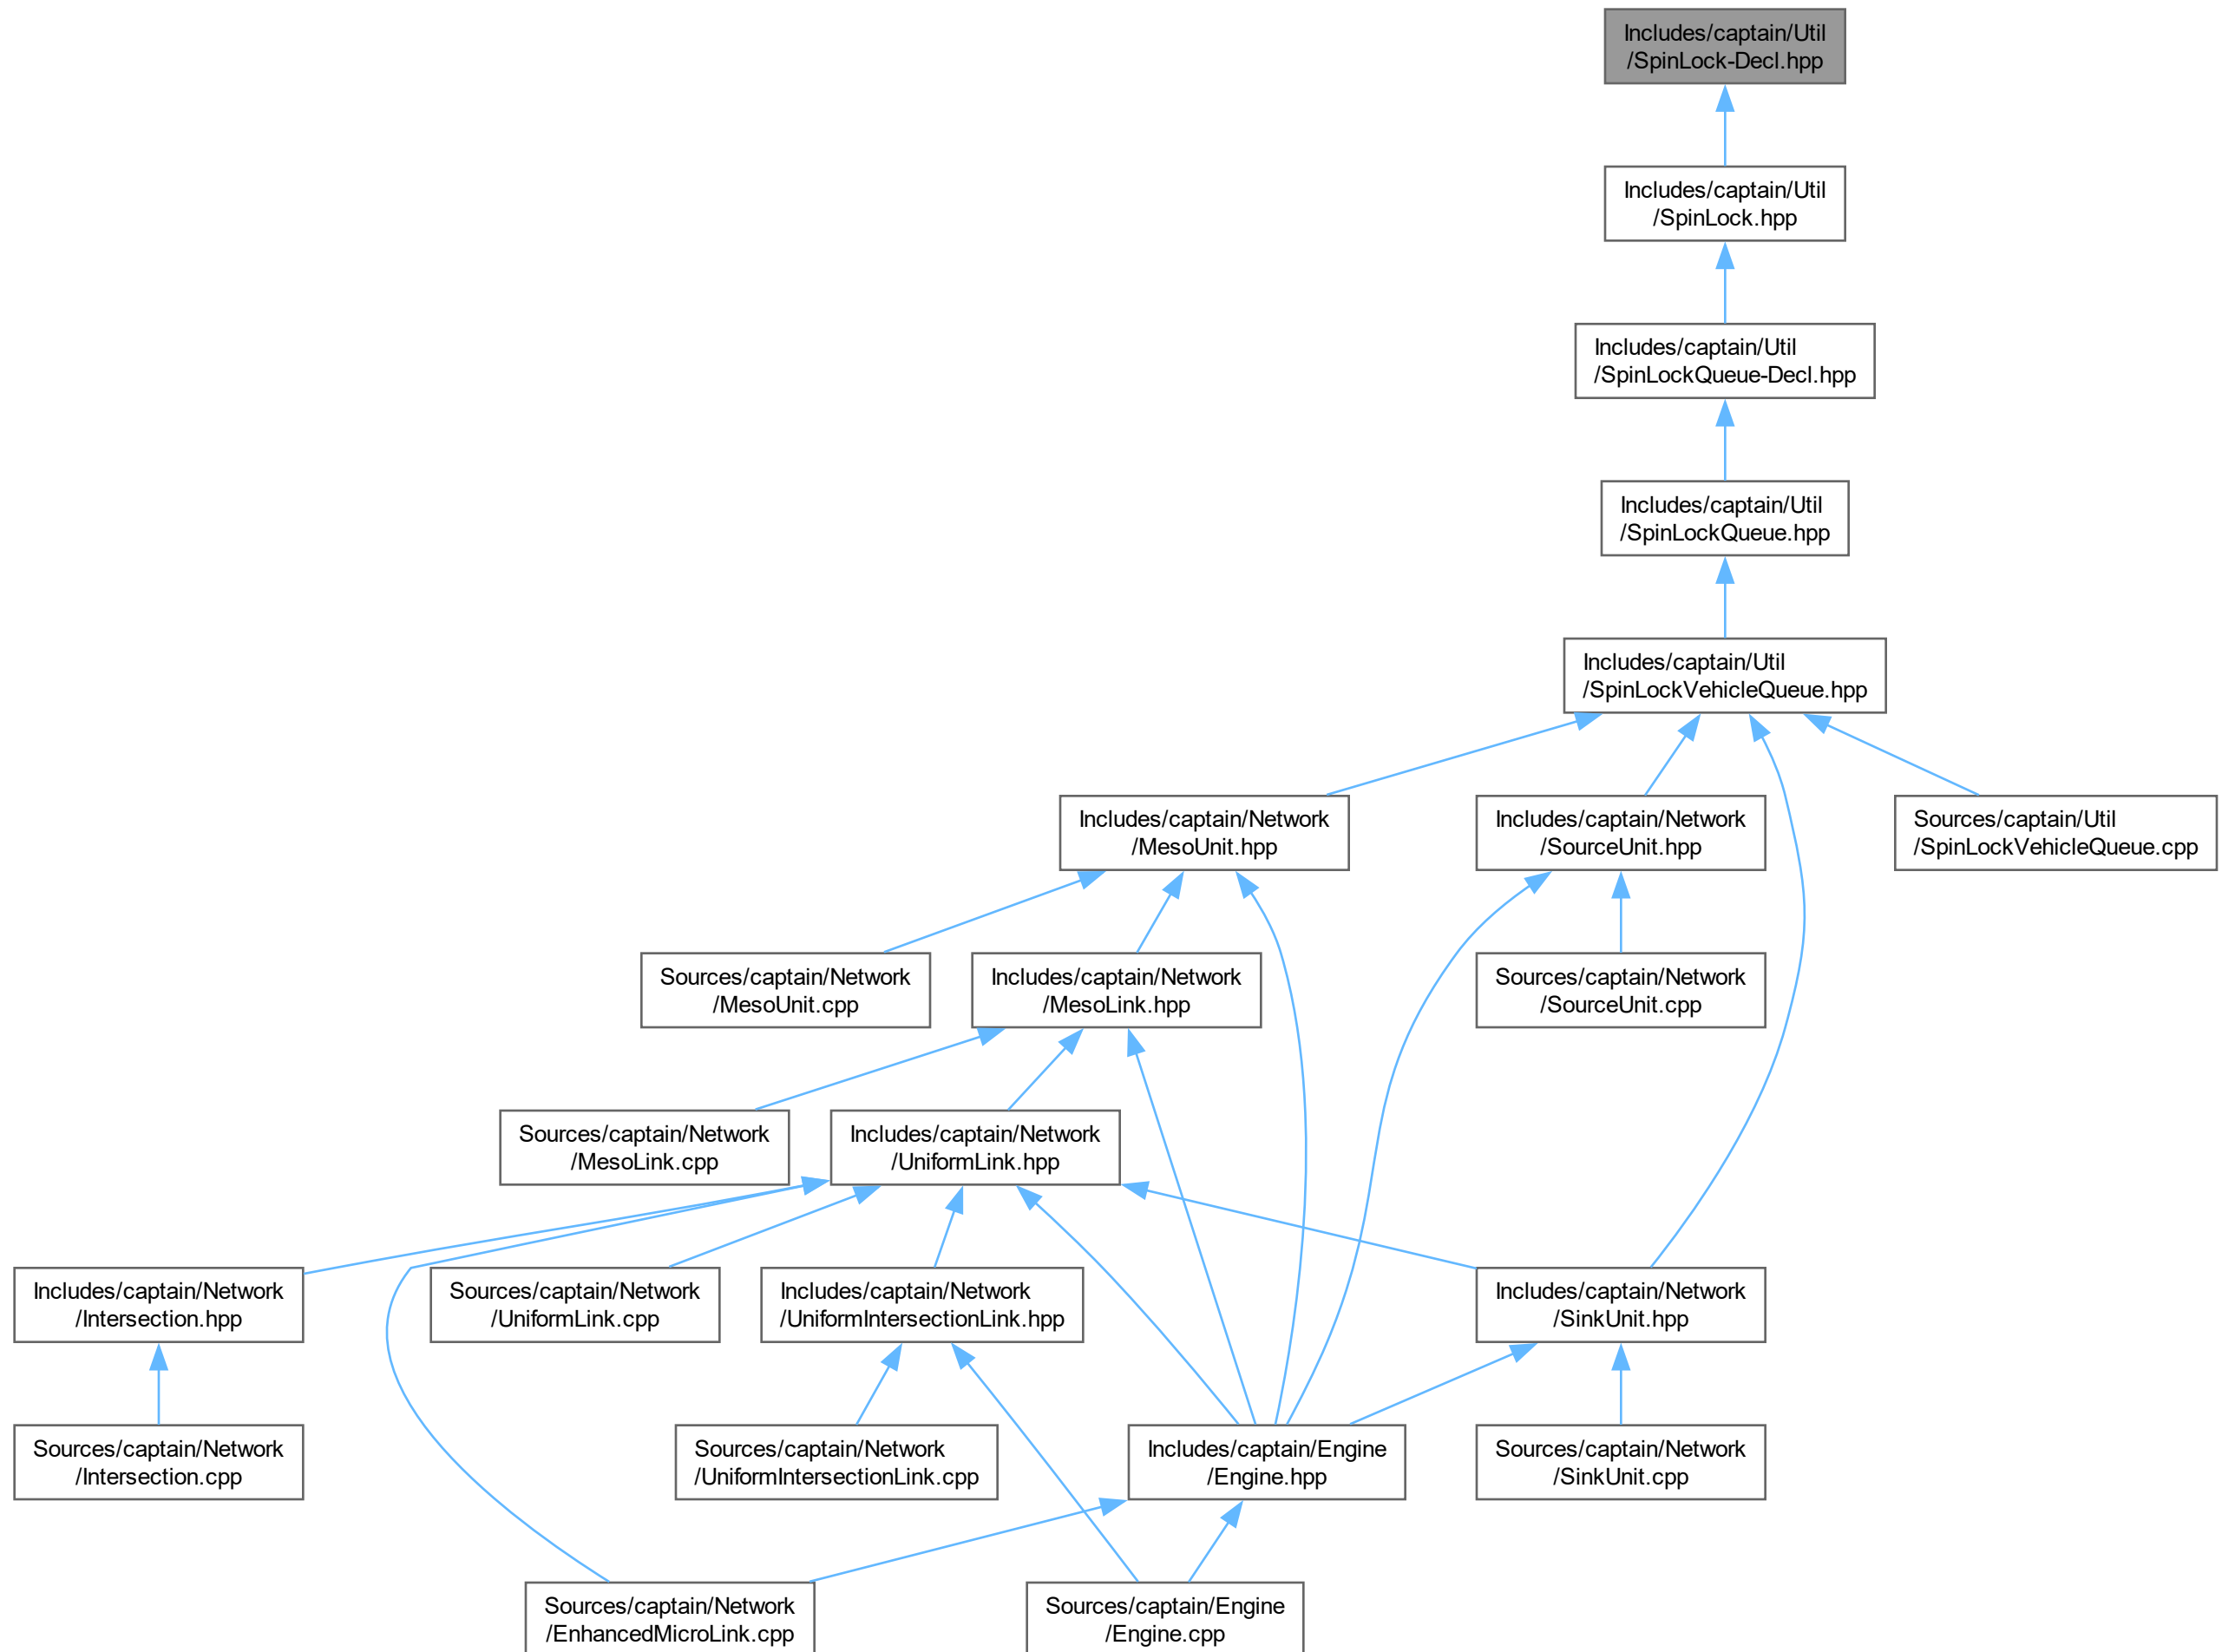 Includes/captain/Util
/SpinLock-Decl.hpp
Includes/captain/Util
/SpinLock.hpp
Includes/captain/Util
/SpinLockQueue-Decl.hpp
Includes/captain/Util
/SpinLockQueue.hpp
Includes/captain/Util
/SpinLockVehicleQueue.hpp
Includes/captain/Network
/MesoUnit.hpp
Includes/captain/Network
/SourceUnit.hpp
Sources/captain/Util
/SpinLockVehicleQueue.cpp
Sources/captain/Network
/MesoUnit.cpp
Includes/captain/Network
/MesoLink.hpp
Sources/captain/Network
/SourceUnit.cpp
Sources/captain/Network
/MesoLink.cpp
Includes/captain/Network
/UniformLink.hpp
Includes/captain/Network
/Intersection.hpp
Sources/captain/Network
/UniformLink.cpp
Includes/captain/Network
/UniformIntersectionLink.hpp
Includes/captain/Network
/SinkUnit.hpp
Sources/captain/Network
/Intersection.cpp
Sources/captain/Network
/UniformIntersectionLink.cpp
Includes/captain/Engine
/Engine.hpp
Sources/captain/Network
/SinkUnit.cpp
Sources/captain/Network
/EnhancedMicroLink.cpp
Sources/captain/Engine
/Engine.cpp